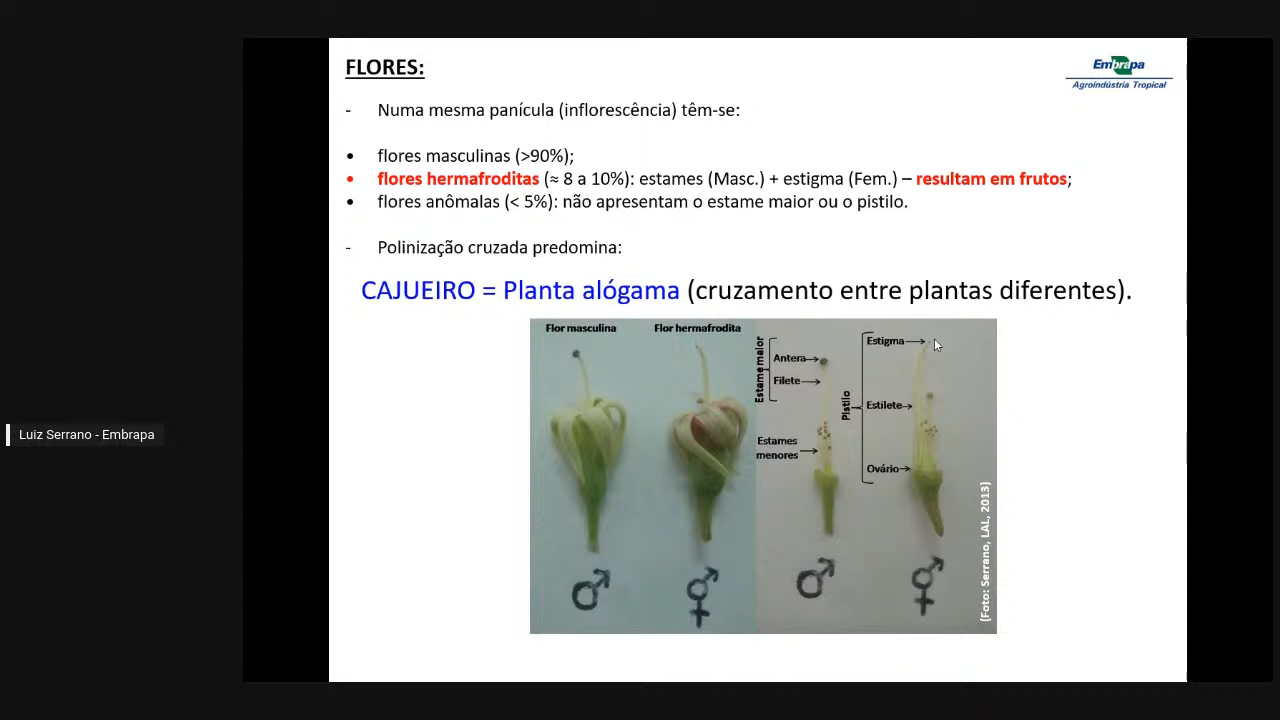 FLORES:
Embrapa
Agroindústria Tropical
- Numa mesma panícula (inflorescência) têm-se:
• flores masculinas (>90%);
• flores hermafroditas (≈ 8 a 10%): estames (Masc.) + estigma (Fem.) – resultam em frutos;
• flores anômalas (< 5%): não apresentam o estame maior ou o pistilo.
- Polinização cruzada predomina:
CAJUEIRO = Planta alógama (cruzamento entre plantas diferentes).
Flor masculina
Flor hermafrodita
Estame maior
Antera
Filete
Estames
menores
Pistilo
Estigma
Estilete
Ovário
(Foto: Serrano, LAL, 2013)
Luiz Serrano - Embrapa